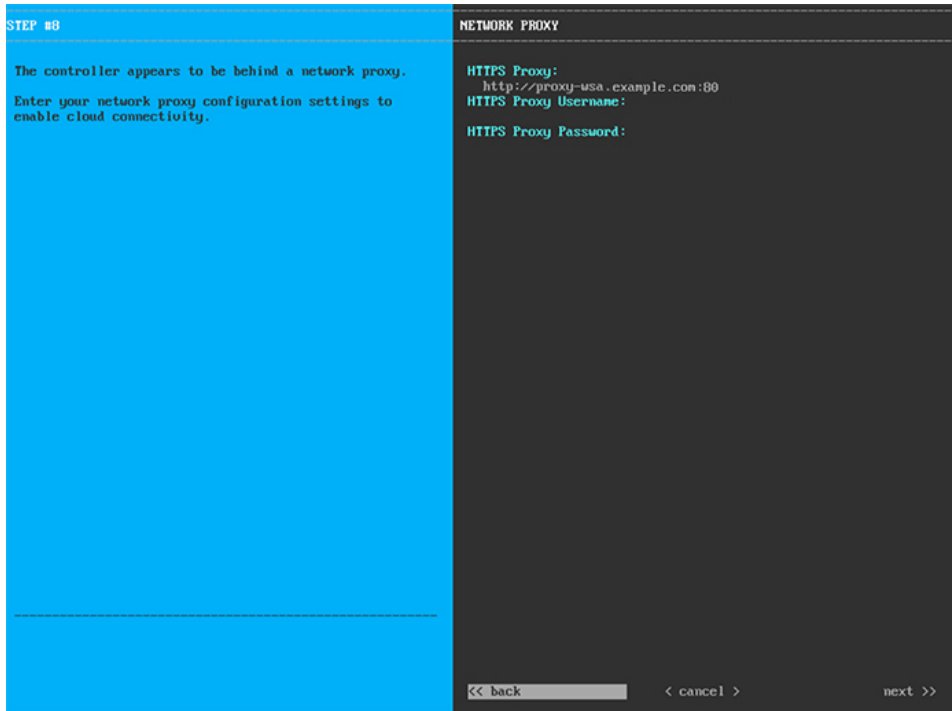 STEP #8
The controller appears to be behind a network proxy.
Enter your network proxy configuration settings to
enable cloud connectivity.
NETWORK PROXY
HTTPS Proxy:
http://proxy-wsa.example.com:80
HTTPS Proxy Username:
HTTPS Proxy Password:
<< back
< cancel >
next >>